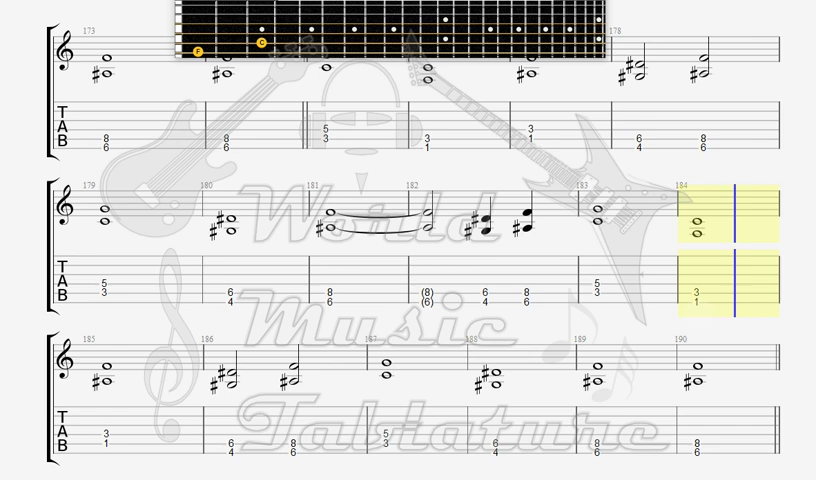 F C
173 178
T
A
B
8 8 5 3 3 6 8
6 6 3 1 1 4 6
179 180 181 182 183 184
World
T
A
B
5 6 8 (8) 6 8 5 3
3 4 6 (6) 4 6 3 1
Music
185 186 187 188 189 190
T
A
B
3 6 8 5 6 8 8
1 4 6 3 4 6 6
Tablature